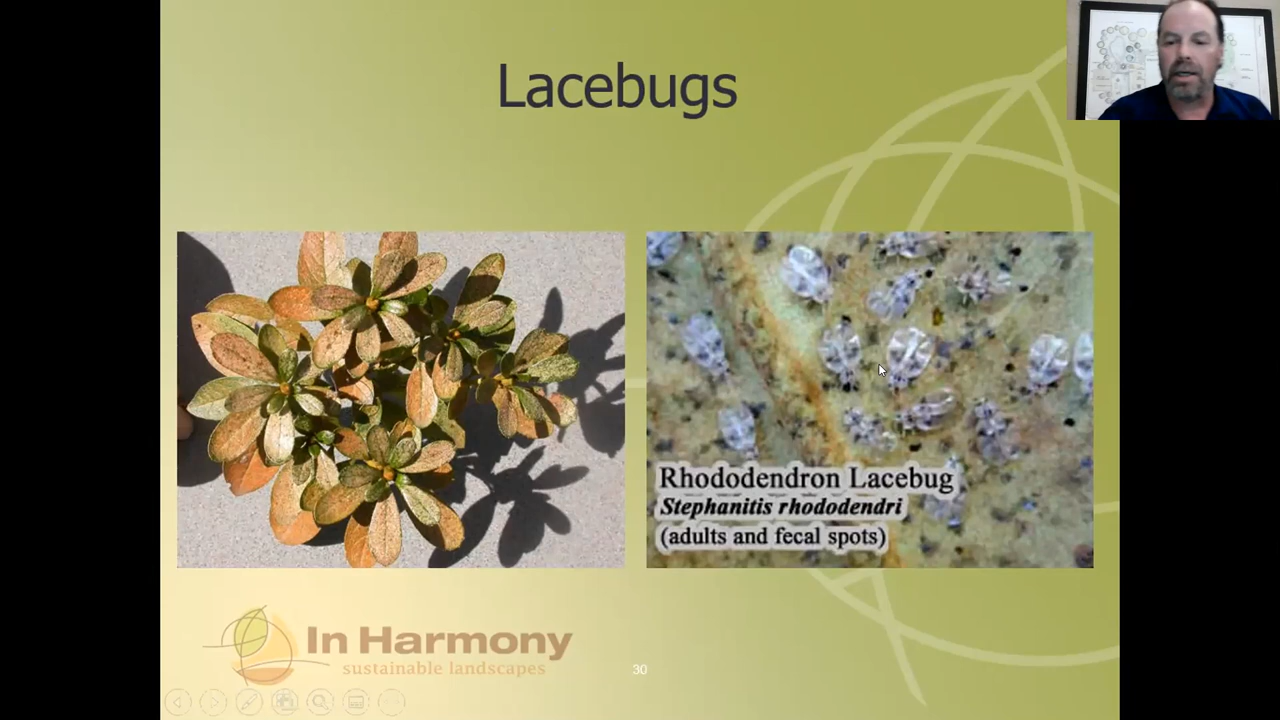 Lacebugs
Rhododendron Lacebug
Stephanitis rhododendri
(adults and fecal spots)
In Harmony
sustainable landscapes
30